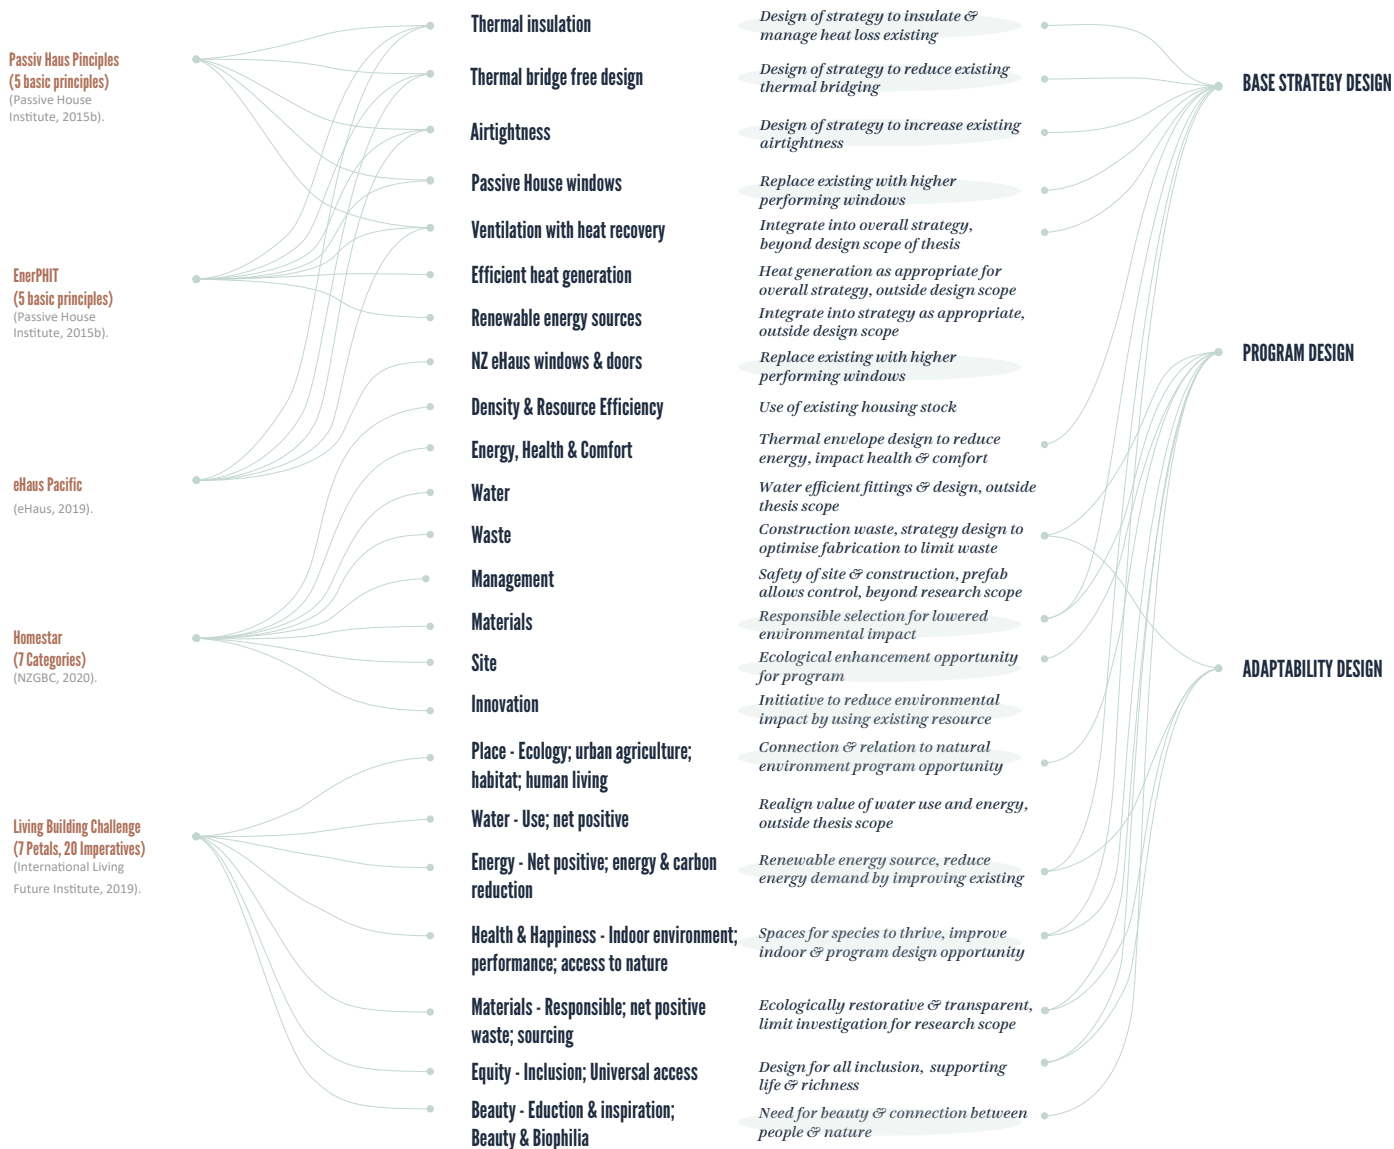 Passiv Haus Pinciples
(5 basic principles)
(Passive House
Institute, 2015b).
EnerPHIT
(5 basic principles)
(Passive House
Institute, 2015b).
eHaus Pacific
(eHaus, 2019).
Homestar
(7 Categories)
(NZGBC, 2020).
Living Building Challenge
(7 Petals, 20 Imperatives)
(International Living
Future Institute, 2019).
Thermal insulation
Thermal bridge free design
Airtightness
Passive House windows
Ventilation with heat recovery
Efficient heat generation
Renewable energy sources
NZ eHaus windows & doors
Density & Resource Efficiency
Energy, Health & Comfort
Water
Waste
Management
Materials
Site
Innovation
Place - Ecology; urban agriculture;
habitat; human living
Water - Use; net positive
Energy - Net positive; energy & carbon
reduction
Health & Happiness - Indoor environment;
performance; access to nature
Materials - Responsible; net positive
waste; sourcing
Equity - Inclusion; Universal access
Beauty - Eduction & inspiration;
Beauty & Biophilia
Design of strategy to insulate &
manage heat loss existing
Design of strategy to reduce existing
thermal bridging
Design of strategy to increase existing
airtightness
Replace existing with higher
performing windows
Integrate into overall strategy,
beyond design scope of thesis
Heat generation as appropriate for
overall strategy, outside design scope
Integrate into strategy as appropriate,
outside design scope
Replace existing with higher
performing windows
Use of existing housing stock
Thermal envelope design to reduce
energy, impact health & comfort
Water efficient fittings & design, outside
thesis scope
Construction waste, strategy design to
optimise fabrication to limit waste
Safety of site & construction, prefab
allows control, beyond research scope
Responsible selection for lowered
environmental impact
Ecological enhancement opportunity
for program
Initiative to reduce environmental
impact by using existing resource
Connection & relation to natural
environment program opportunity
Realign value of water use and energy,
outside thesis scope
Renewable energy source, reduce
energy demand by improving existing
Spaces for species to thrive, improve
indoor & program design opportunity
Ecologically restorative & transparent,
limit investigation for research scope
Design for all inclusion, supporting
life & richness
Need for beauty & connection between
people & nature
BASE STRATEGY DESIGN
PROGRAM DESIGN
ADAPTABILITY DESIGN